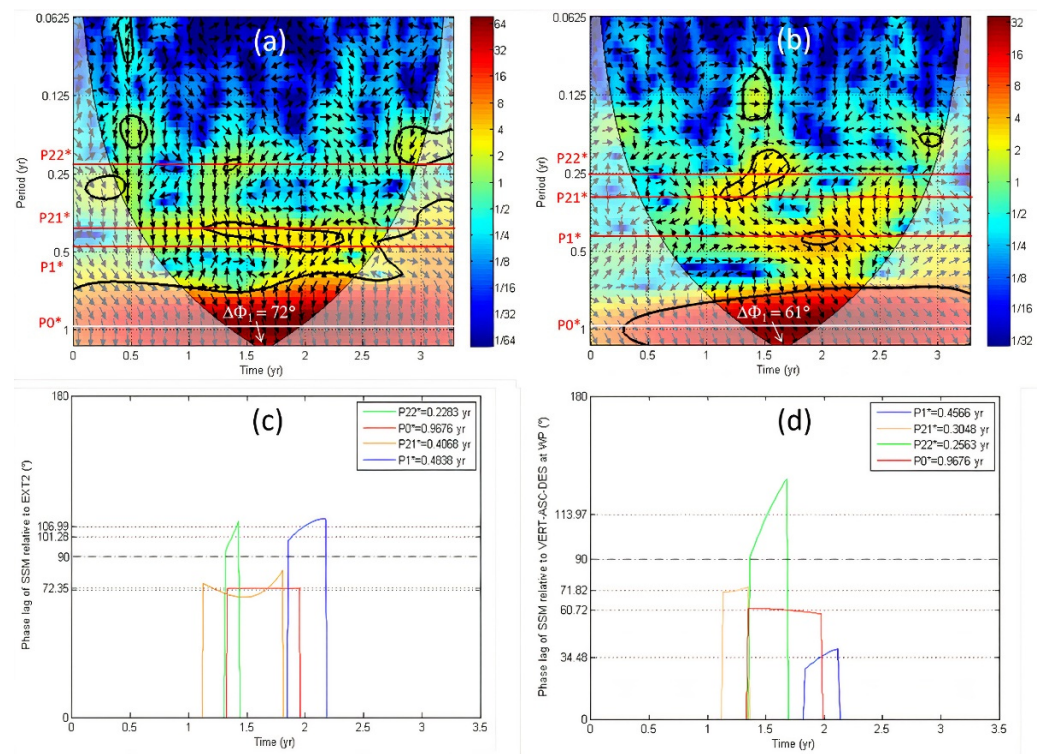 (a)
0.0625
0.125
0.25
0.5
1
Period (yr)
P22*
P21*
P1*
P0*
ΔΦ₁ = 72°
0 0.5 1 1.5 2 2.5 3
Time (yr)
64
32
16
8
4
2
1
1/2
1/4
1/8
1/16
1/32
1/64
(b)
0.0625
0.125
0.25
0.5
1
Period (yr)
P22*
P21*
P1*
P0*
ΔΦ₁ = 61°
0 0.5 1 1.5 2 2.5 3
Time (yr)
32
16
8
4
2
1
1/2
1/4
1/8
1/16
1/32
(c)
180
106.99
101.28
90
72.35
0
Phase lag of SSM relative to EXT2 (°)
P22*=0.2283 yr
P0*=0.9676 yr
P21*=0.4068 yr
P1*=0.4838 yr
0 0.5 1 1.5 2 2.5 3 3.5
Time (yr)
(d)
180
113.97
90
71.82
60.72
34.48
0
Phase lag of SSM relative to VERT-ASC-DES at WP (°)
P1*=0.4566 yr
P21*=0.3048 yr
P22*=0.2563 yr
P0*=0.9676 yr
0 0.5 1 1.5 2 2.5 3 3.5
Time (yr)